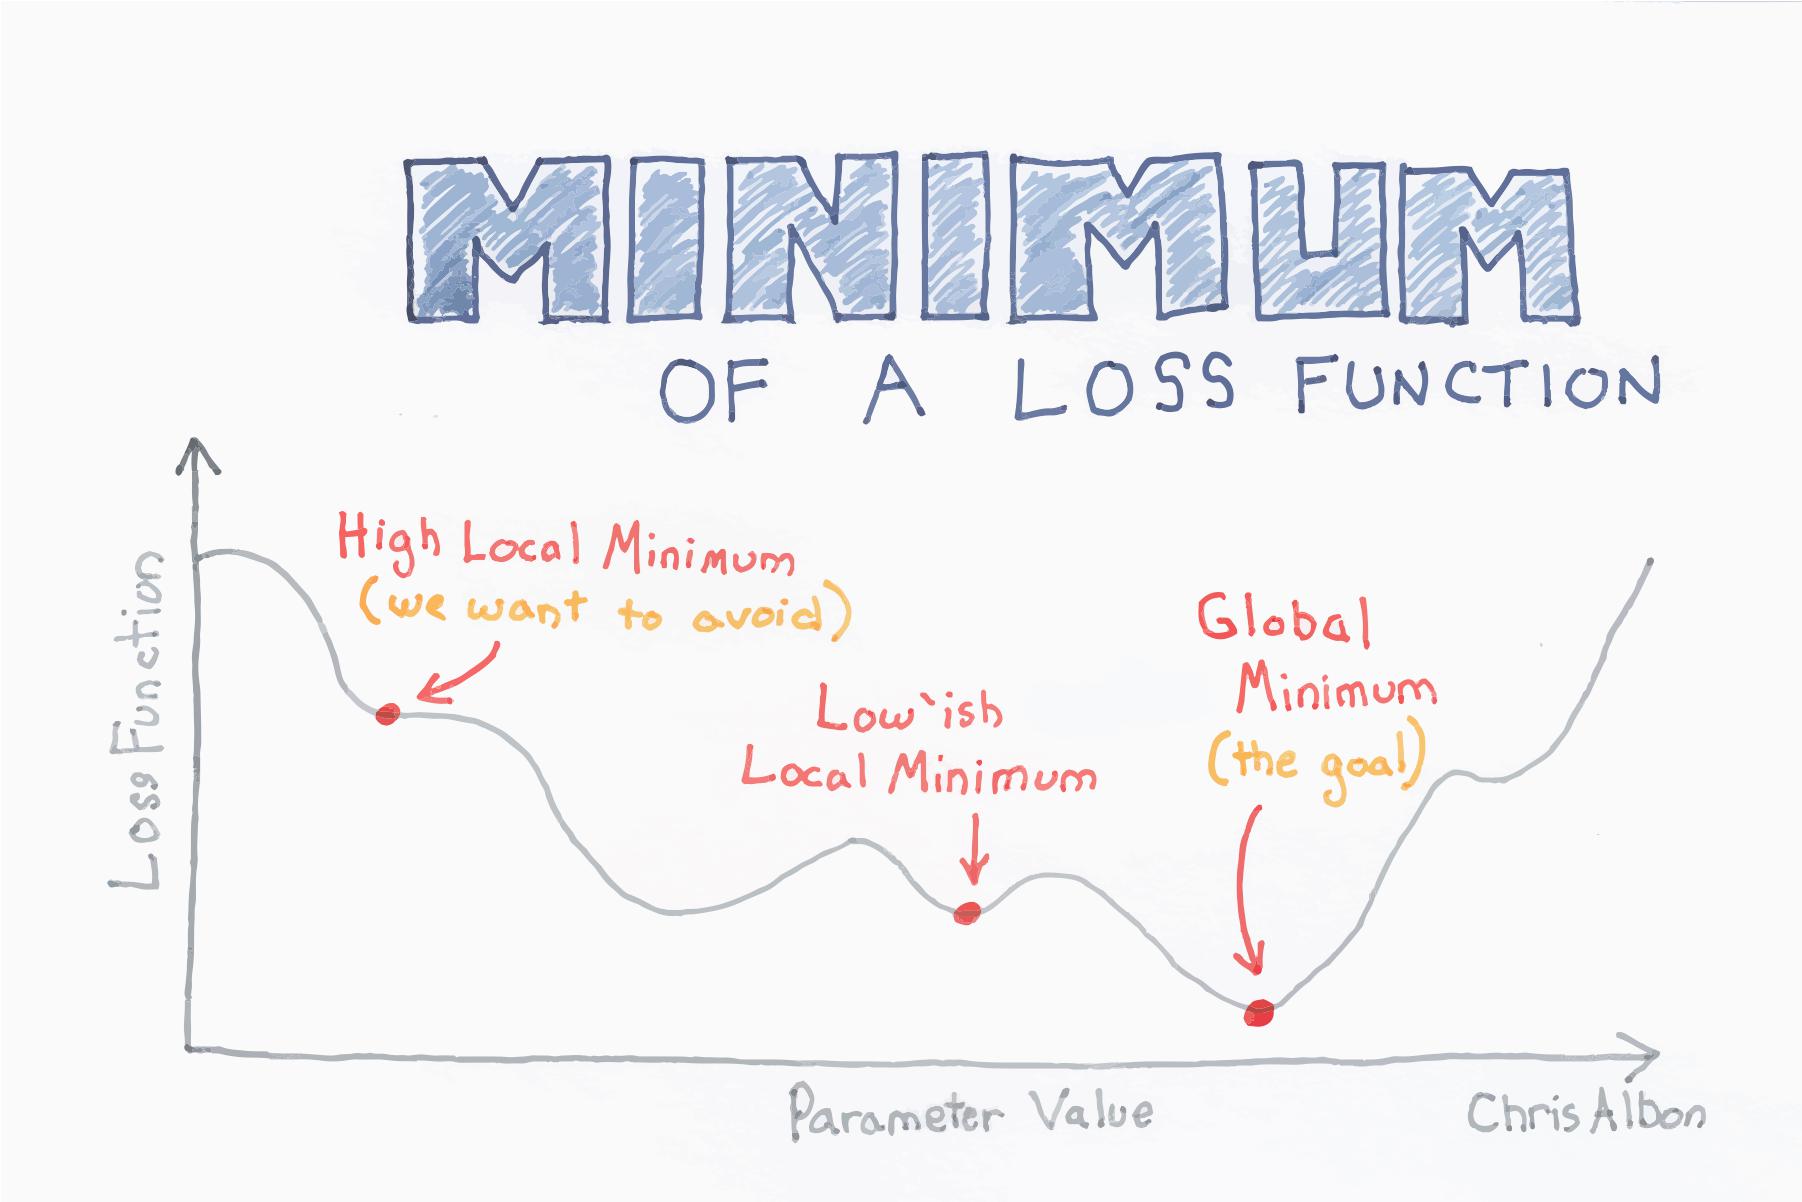 MINIMUM
OF A LOSS FUNCTION
High Local Minimum
(we want to avoid)
Low`ish
Local Minimum
Global
Minimum
(the goal)
Loss Function
Parameter Value
Chris Albon